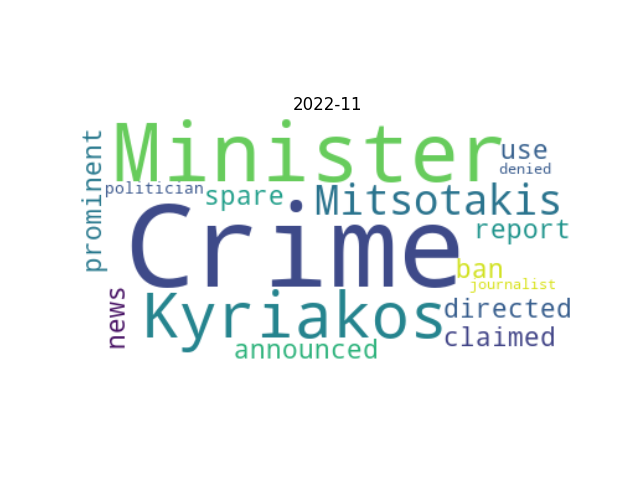 2022-11
Minister
prominent
use
denied
politician
spare
Mitsotakis
Crime
report
ban
journalist
news
Kyriakos
directed
claimed
announced